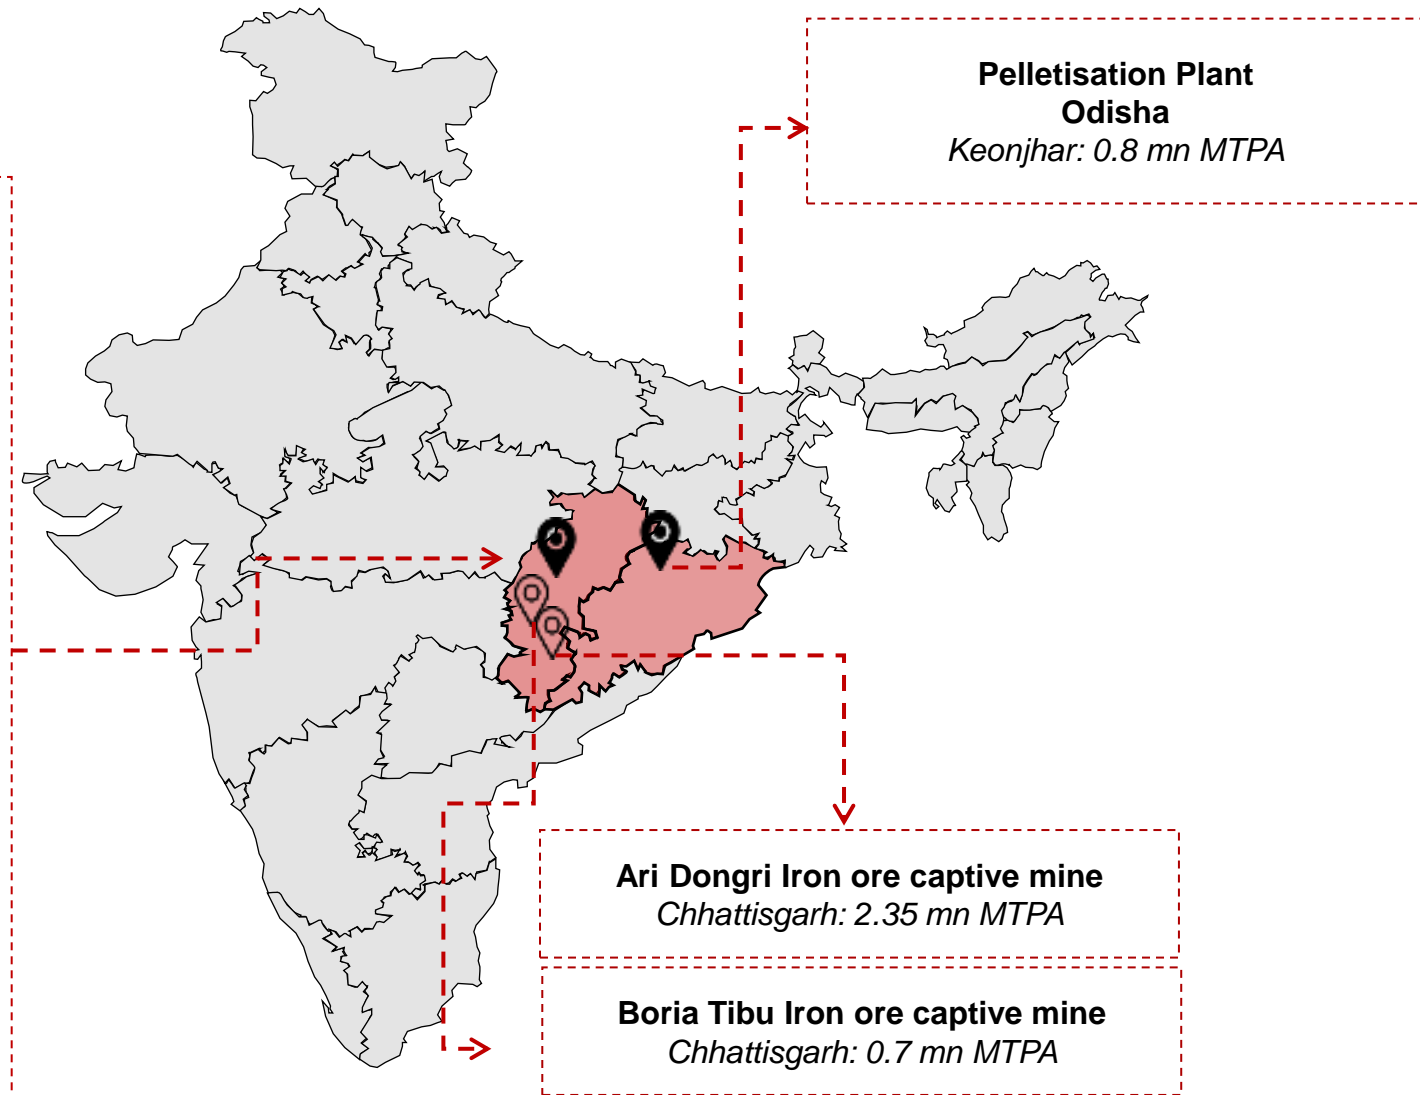 Pelletisation Plant
Odisha
Keonjhar: 0.8 mn MTPA
Ari Dongri Iron ore captive mine
Chhattisgarh: 2.35 mn MTPA
Boria Tibu Iron ore captive mine
Chhattisgarh: 0.7 mn MTPA